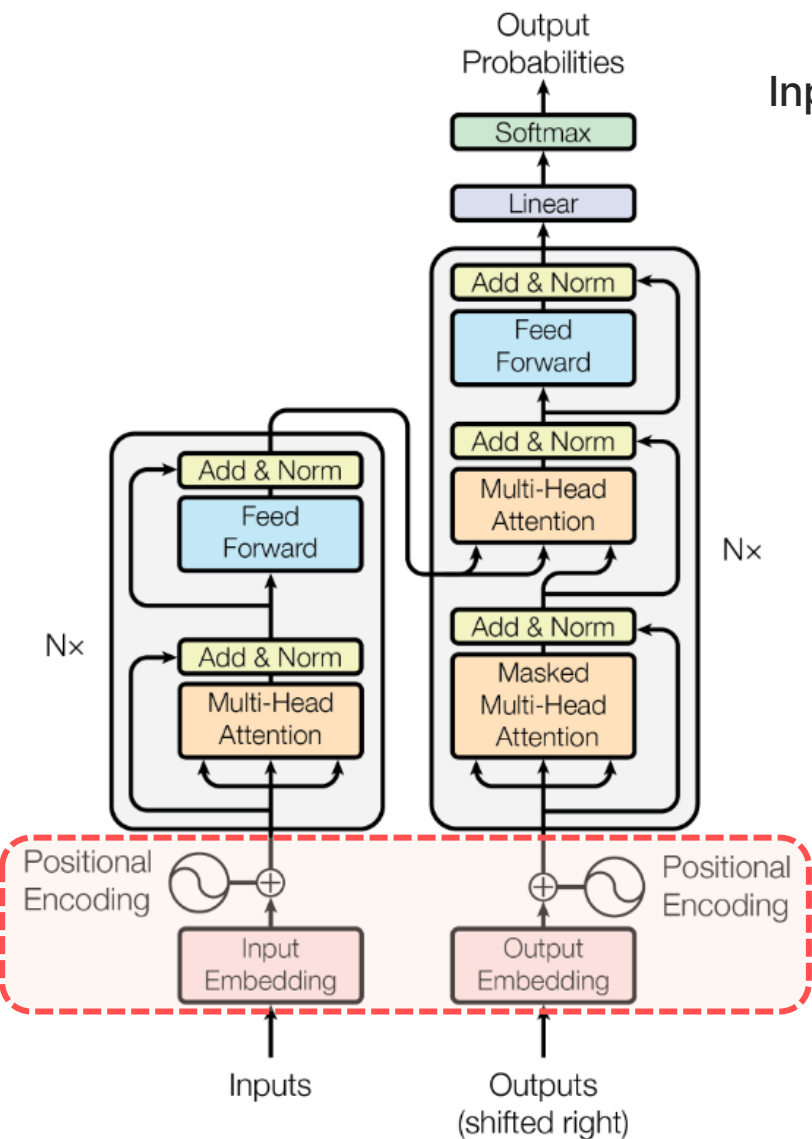 Output
Probabilities
Inp
Softmax
Linear
Add & Norm
Feed
Forward
Add & Norm
Multi-Head
Attention
Add & Norm
Masked
Multi-Head
Attention
Nx
Add & Norm
Feed
Forward
Add & Norm
Multi-Head
Attention
Nx
Positional
Encoding
Positional
Encoding
Input
Embedding
Output
Embedding
Inputs
Outputs
(shifted right)